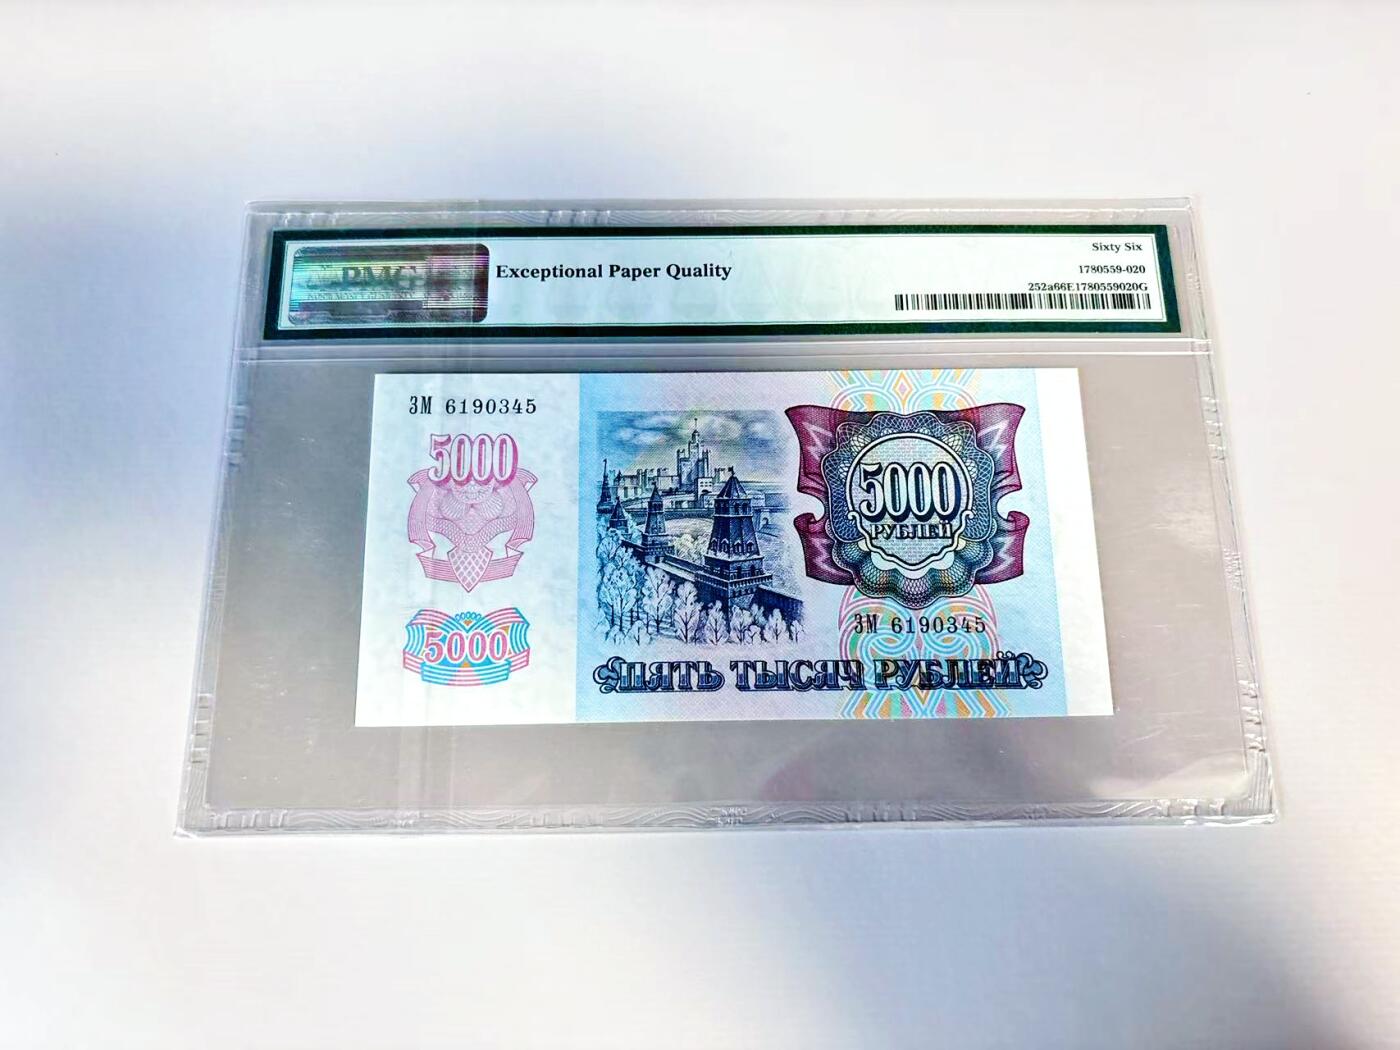 PMG
Exceptional Paper Quality
Sixty Six
1780559-020
252a66E1780559020G
ЗМ 6190345
5000
5000
5000
РУБЛЕЙ
ЗМ 6190345
ПЯТЬ ТЫСЯЧ РУБЛЕЙ